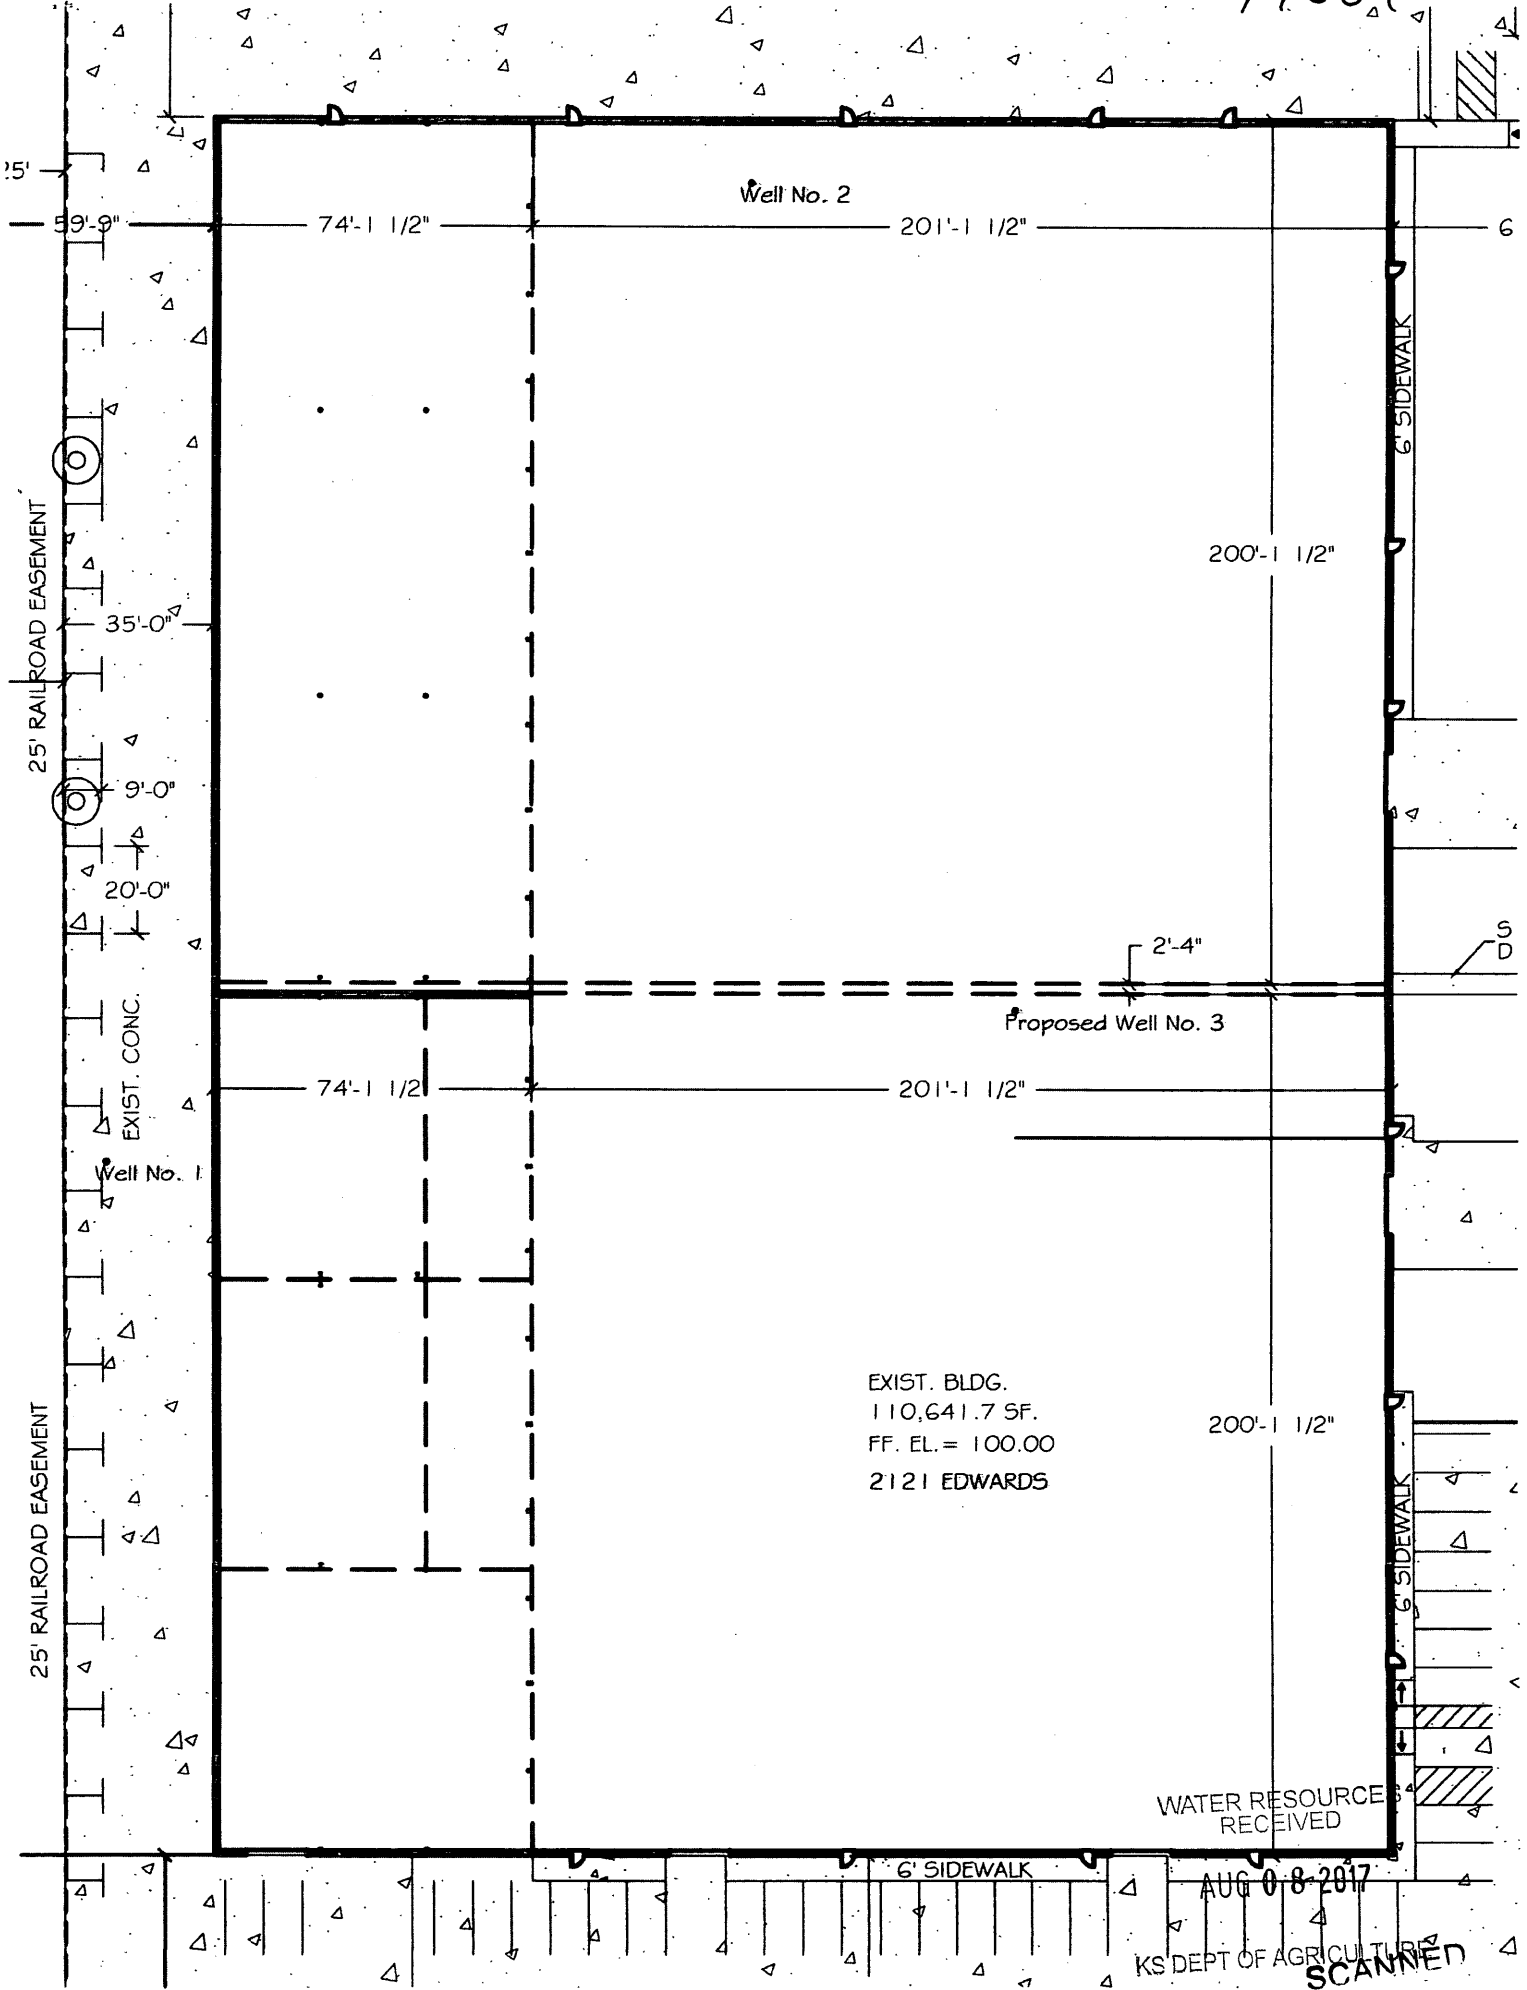 Well No. 2
59'-9"
74'-1 1/2"
201'-1 1/2"
6
6' SIDEWALK
200'-1 1/2"
25' RAILROAD EASEMENT
35'-0"
9'-0"
20'-0"
2'-4"
S
D
EXIST. CONC.
Proposed Well No. 3
74'-1 1/2
201'-1 1/2"
Well No. 1
EXIST. BLDG.
110,641.7 SF.
FF. EL.= 100.00
2121 EDWARDS
200'-1 1/2"
25' RAILROAD EASEMENT
6' SIDEWALK
WATER RESOURCE
RECEIVED
6' SIDEWALK
AUG 08 2017
KS DEPT OF AGRICULTURE
SCANNED